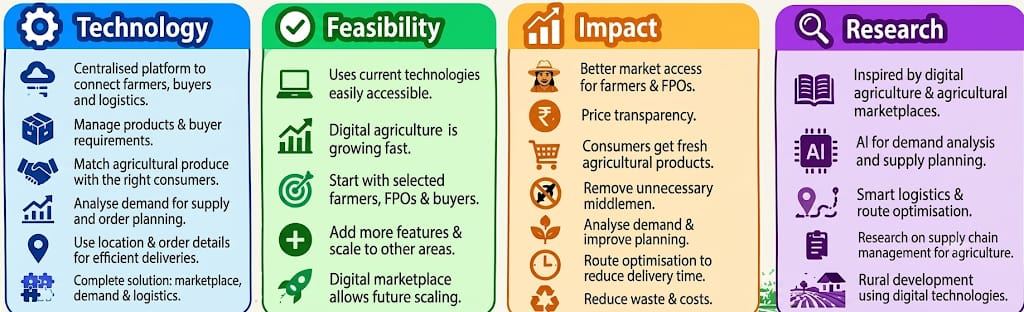 Technology
Centralised platform to
connect farmers, buyers
and logistics.
Manage products & buyer
requirements.
Match agricultural produce
with the right consumers.
Analyse demand for supply
and order planning.
Use location & order details
for efficient deliveries.
Complete solution: marketplace,
demand & logistics.
Feasibility
Uses current technologies
easily accessible.
Digital agriculture is
growing fast.
Start with selected
farmers, FPOs & buyers.
Add more features &
scale to other areas.
Digital marketplace
allows future scaling.
Impact
Better market access
for farmers & FPOs.
₹
Price transparency.
Consumers get fresh
agricultural products.
Remove unnecessary
middlemen.
Analyse demand &
improve planning.
Route optimisation to
reduce delivery time.
Reduce waste & costs.
Research
Inspired by digital
agriculture & agricultural
marketplaces.
AI
AI for demand analysis
and supply planning.
Smart logistics &
route optimisation.
Research on supply chain
management for agriculture.
Rural development
using digital technologies.